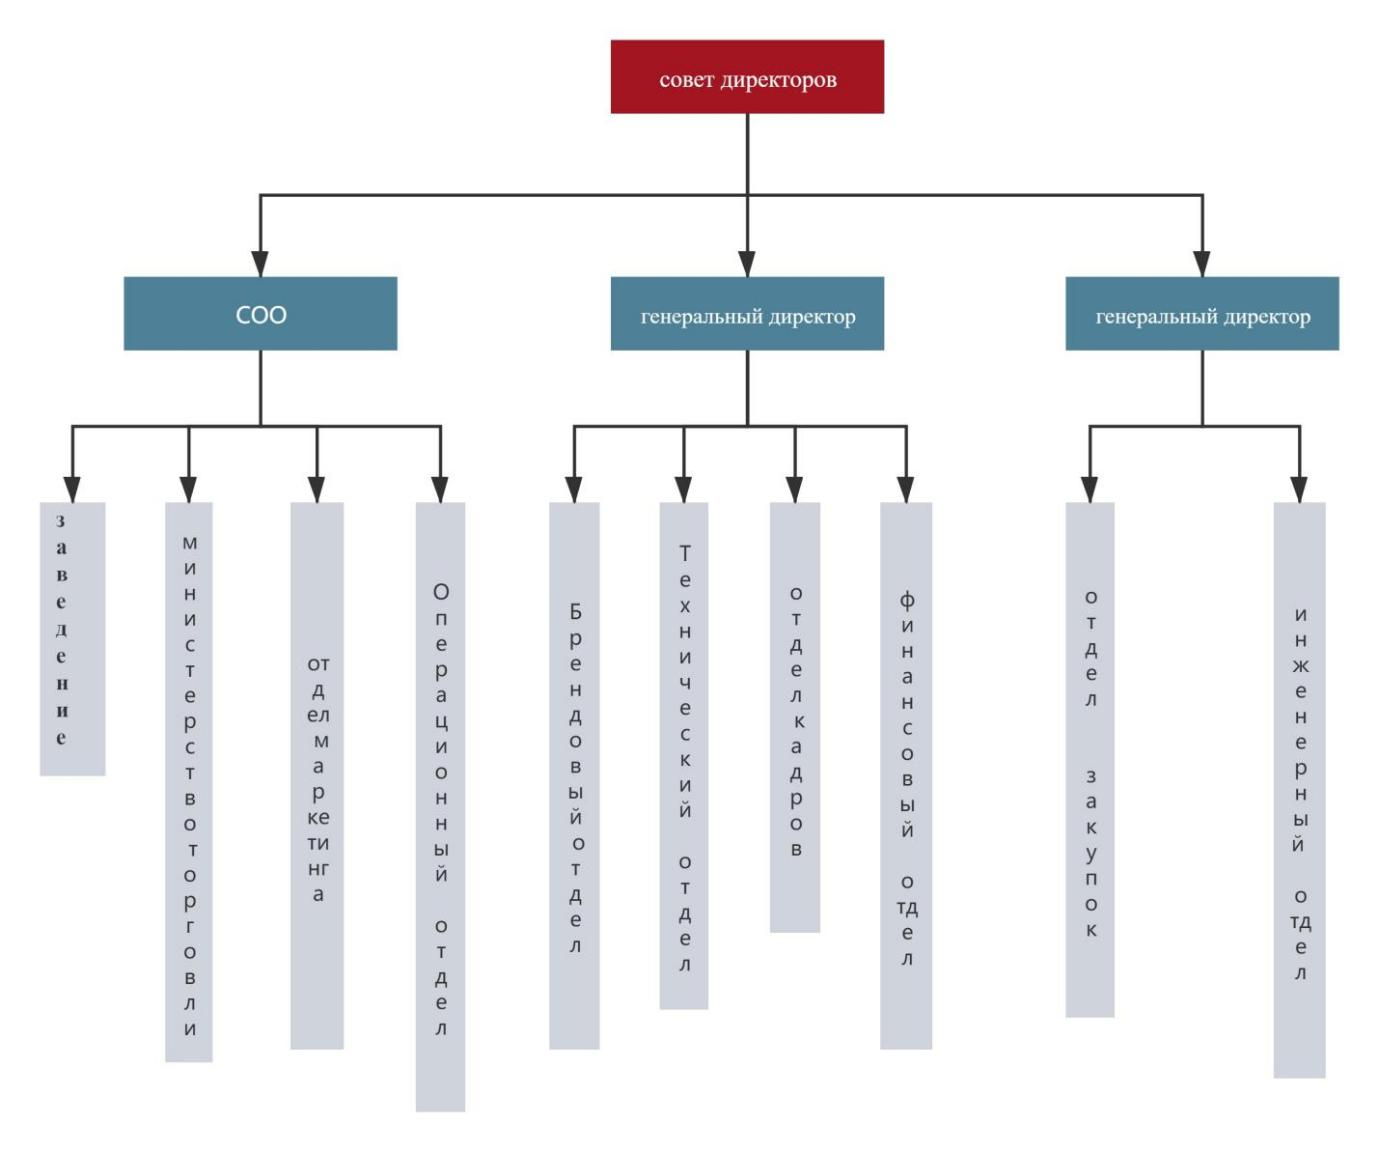 совет директоров
COO
генеральный директор
генеральный директор
заведение
министерство торговли
отдел маркетинга
Операционный отдел
Брендовый отдел
Технический отдел
отдел кадров
финансовый отдел
отдел закупок
инженерный отдел